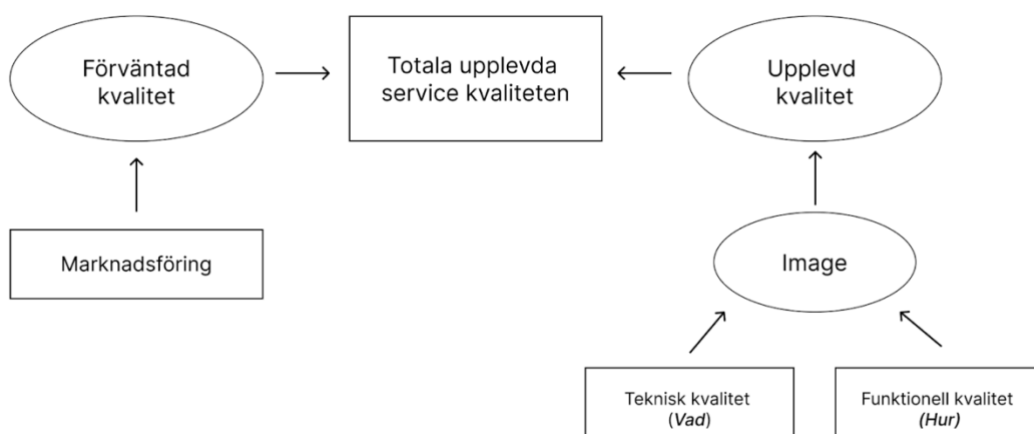 Förväntad
kvalitet
Totala upplevda
service kvaliteten
Upplevd
kvalitet
Marknadsföring
Image
Teknisk kvalitet
(Vad)
Funktionell kvalitet
(Hur)